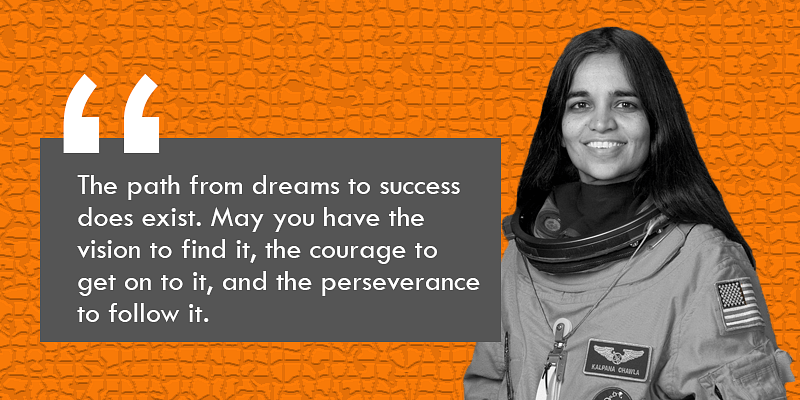 The path from dreams to success
does exist. May you have the
vision to find it, the courage to
get on to it, and the perseverance
to follow it.
KALPANA CHAWLA